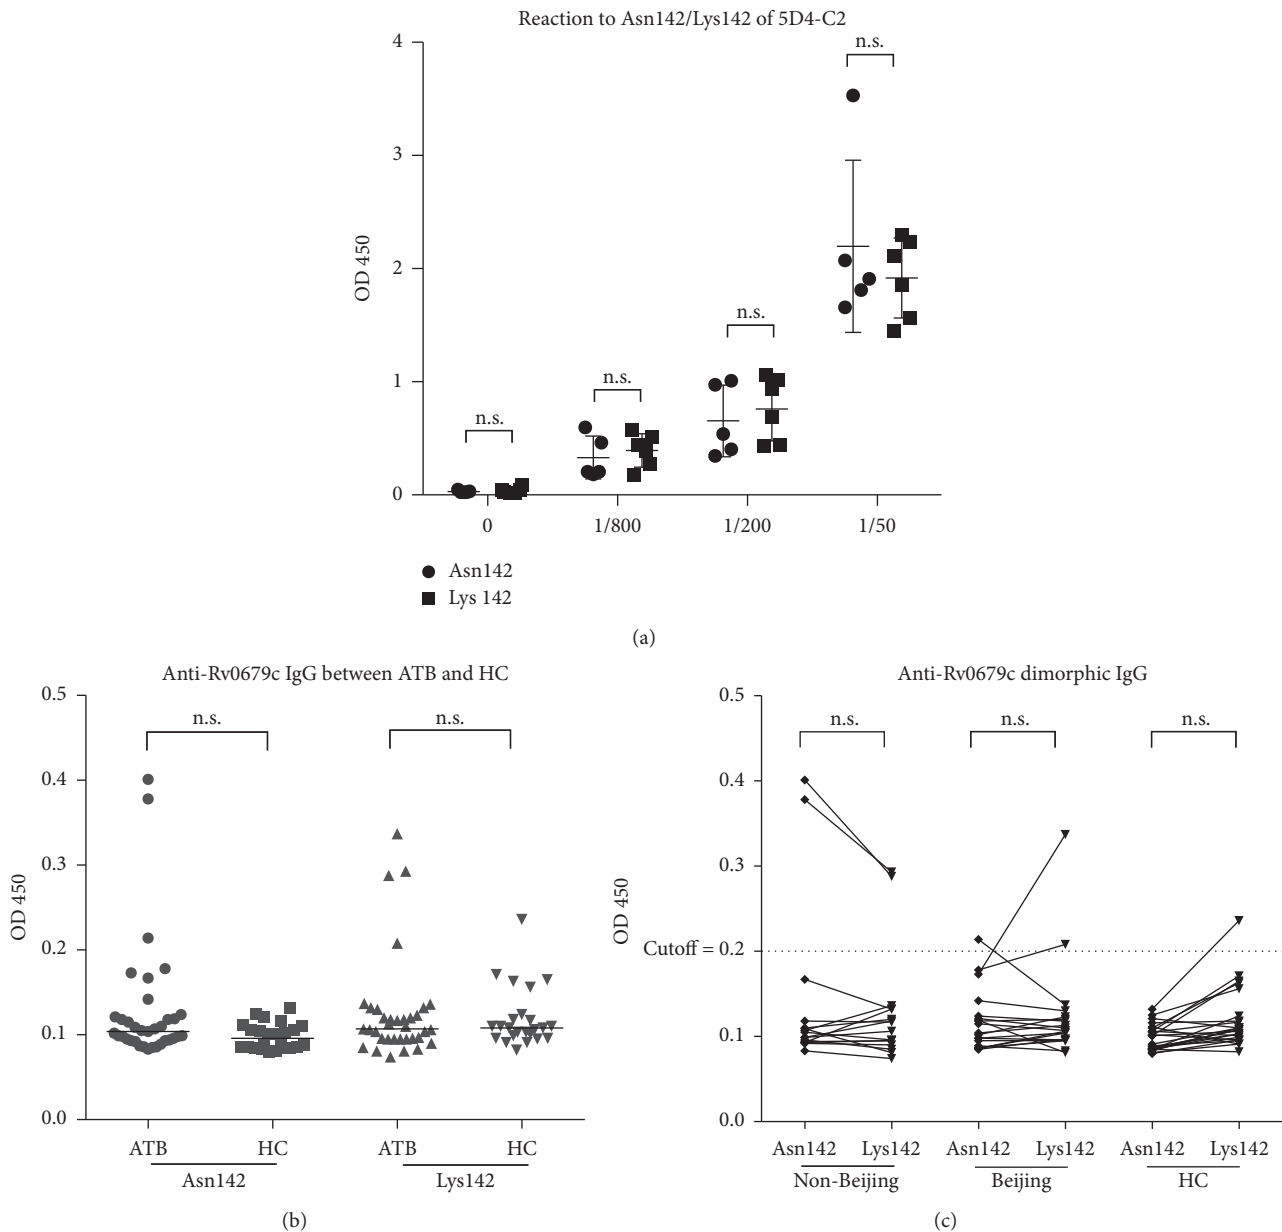 Reaction to Asn142/Lys142 of 5D4-C2
4
3
2
1
0
OD 450
n.s.
n.s.
n.s.
n.s.
0
1/800
1/200
1/50
Asn142
Lys 142
(a)
Anti-Rv0679c IgG between ATB and HC
0.5
0.4
0.3
0.2
0.1
0.0
OD 450
n.s.
n.s.
ATB
HC
ATB
HC
Asn142
Lys142
(b)
Anti-Rv0679c dimorphic IgG
0.5
0.4
0.3
0.2
0.1
0.0
OD 450
Cutoff =
n.s.
n.s.
n.s.
Asn142
Lys142
Asn142
Lys142
Asn142
Lys142
Non-Beijing
Beijing
HC
(c)